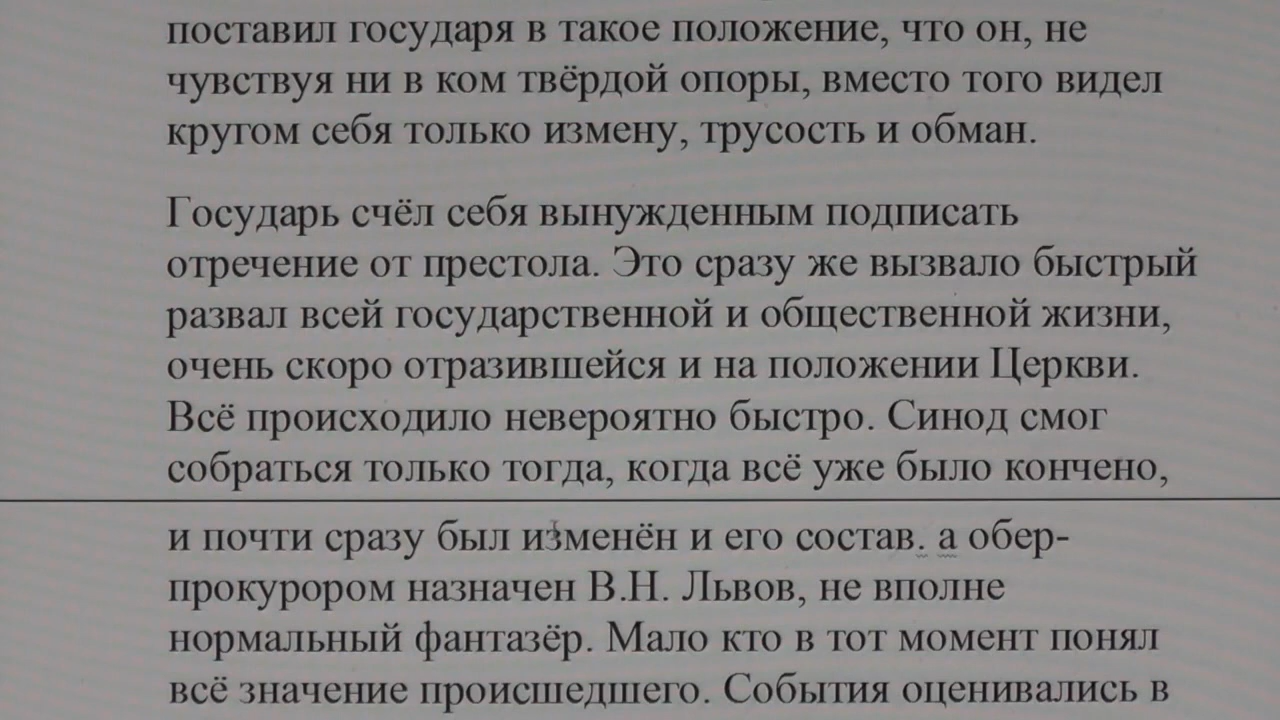 поставил государя в такое положение, что он, не
чувствуя ни в ком твёрдой опоры, вместо того видел
кругом себя только измену, трусость и обман.
Государь счёл себя вынужденным подписать
отречение от престола. Это сразу же вызвало быстрый
развал всей государственной и общественной жизни,
очень скоро отразившейся и на положении Церкви.
Всё происходило невероятно быстро. Синод смог
собраться только тогда, когда всё уже было кончено,
и почти сразу был изменён и его состав. а обер-
прокурором назначен В.Н. Львов, не вполне
нормальный фантазёр. Мало кто в тот момент понял
всё значение происшедшего. События оценивались в